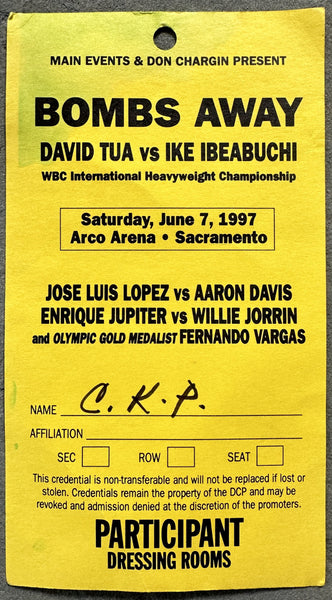 MAIN EVENTS & DON CHARGIN PRESENT
BOMBS AWAY
DAVID TUA vs IKE IBEABUCHI
WBC International Heavyweight Championship
Saturday, June 7, 1997
Arco Arena • Sacramento
JOSE LUIS LOPEZ vs AARON DAVIS
ENRIQUE JUPITER vs WILLIE JORRIN
and OLYMPIC GOLD MEDALIST FERNANDO VARGAS
NAME C. K. P.
AFFILIATION
SEC ROW SEAT
This credential is non-transferable and will not be replaced if lost or
stolen. Credentials remain the property of the DCP and may be
revoked and admission denied at the discretion of the promoters.
PARTICIPANT
DRESSING ROOMS